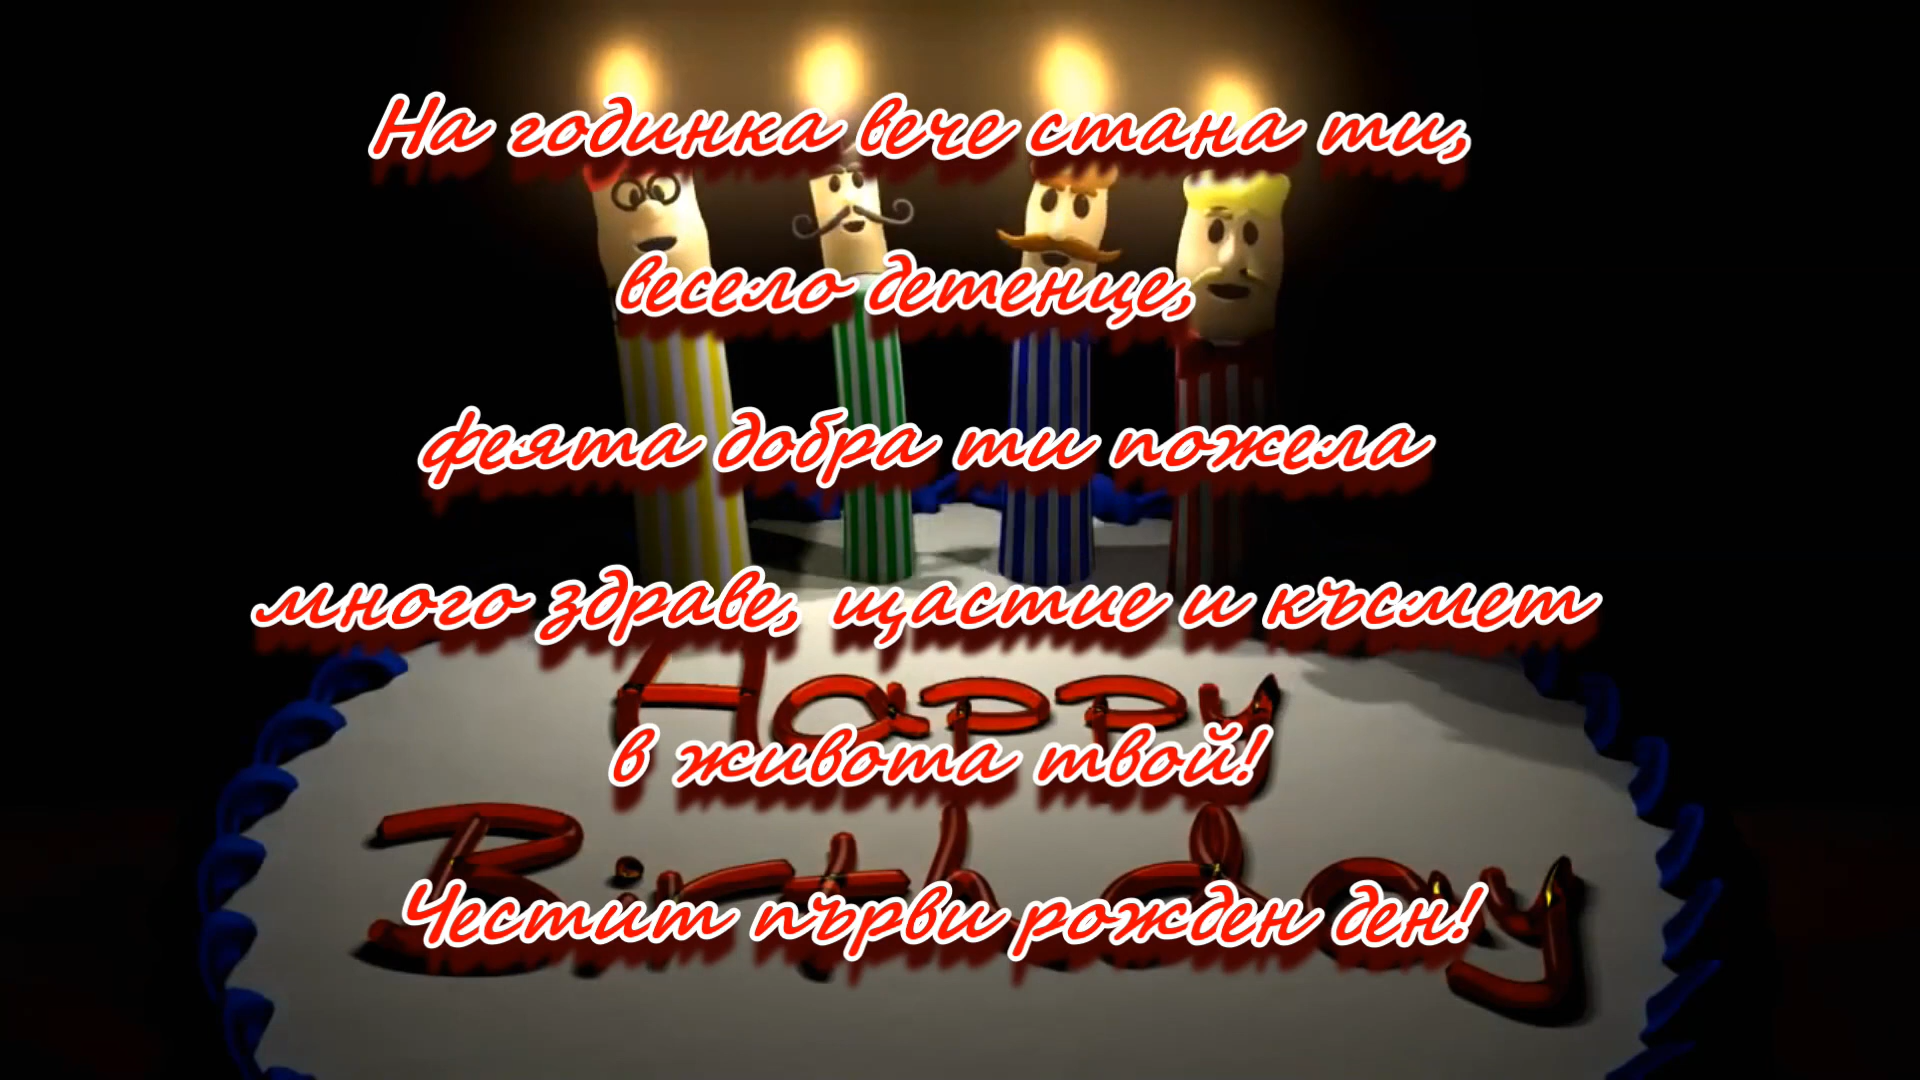 На годинка вече стана ти,
весело детенце,
феята добра ти пожела
много здраве, щастие и късмет
Happy
в живота твой!
Birthday
Честит първи рожден ден!